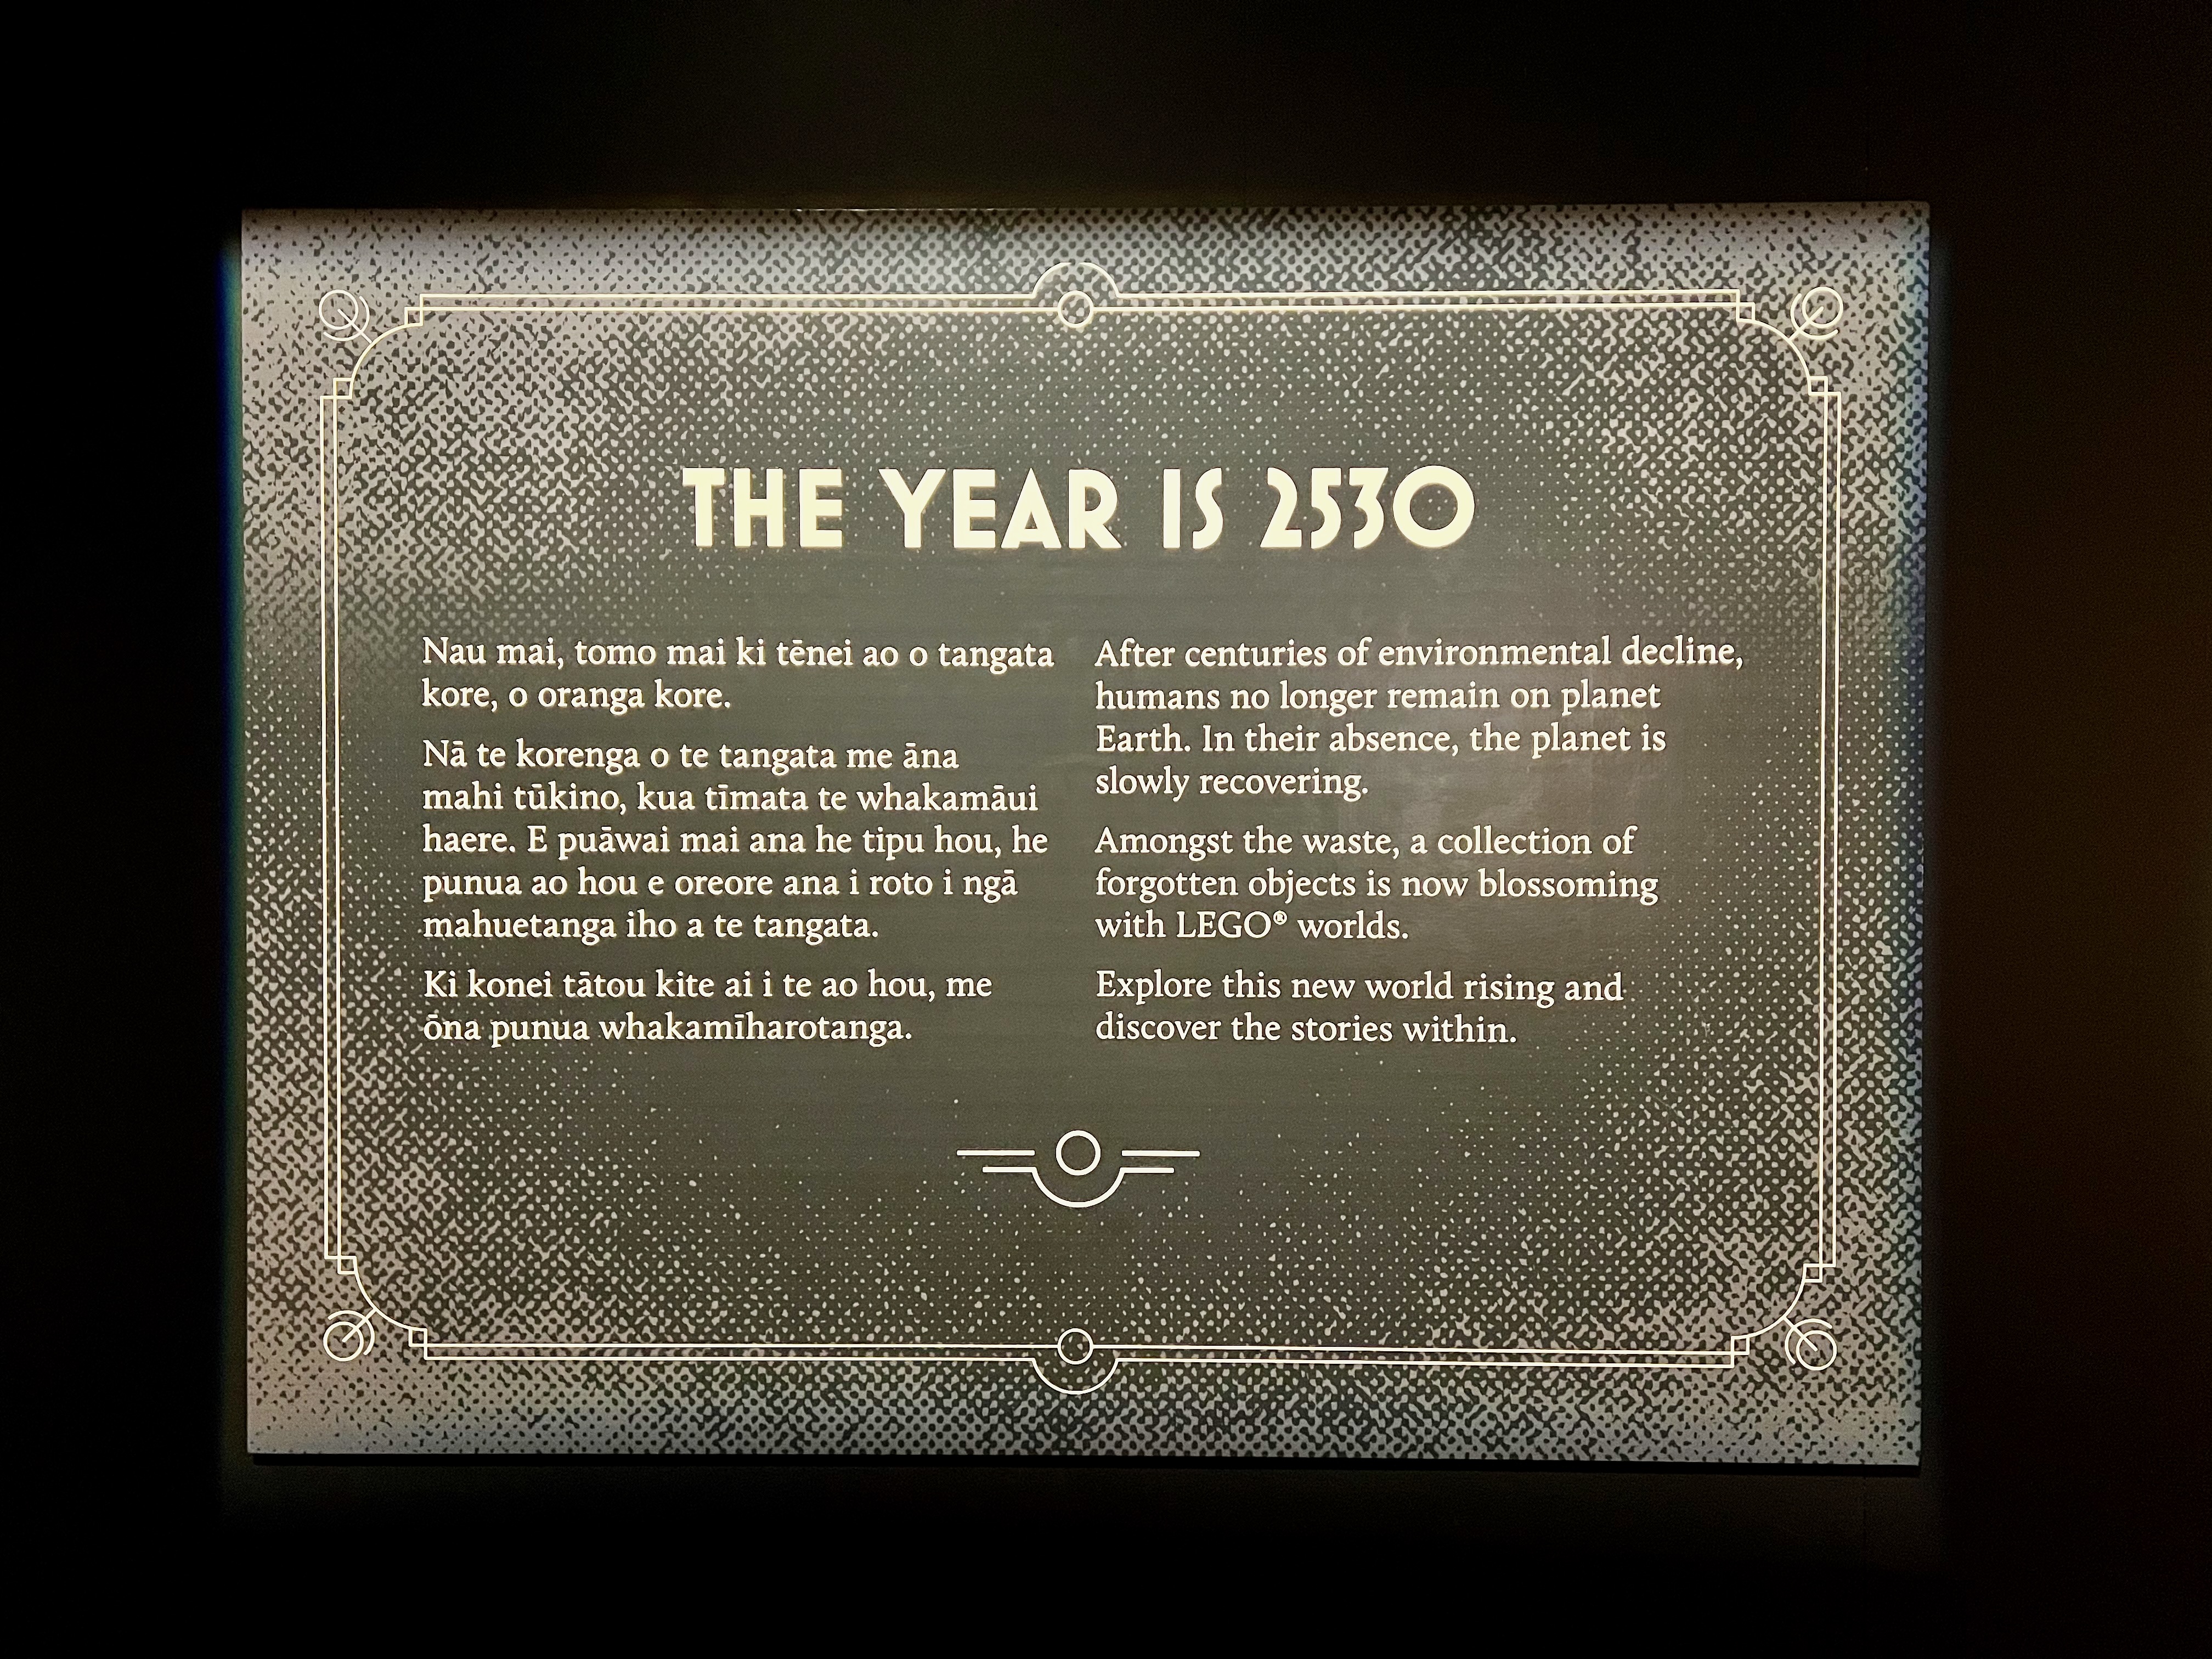 THE YEAR IS 2530
Nau mai, tomo mai ki tēnei ao o tangata
kore, o oranga kore.
Nā te korenga o te tangata me āna
mahi tūkino, kua tīmata te whakamāui
haere. E puāwai mai ana he tipu hou, he
punua ao hou e oreore ana i roto i ngā
mahuetanga iho a te tangata.
Ki konei tātou kite ai i te ao hou, me
ōna punua whakamīharotanga.
After centuries of environmental decline,
humans no longer remain on planet
Earth. In their absence, the planet is
slowly recovering.
Amongst the waste, a collection of
forgotten objects is now blossoming
with LEGO® worlds.
Explore this new world rising and
discover the stories within.